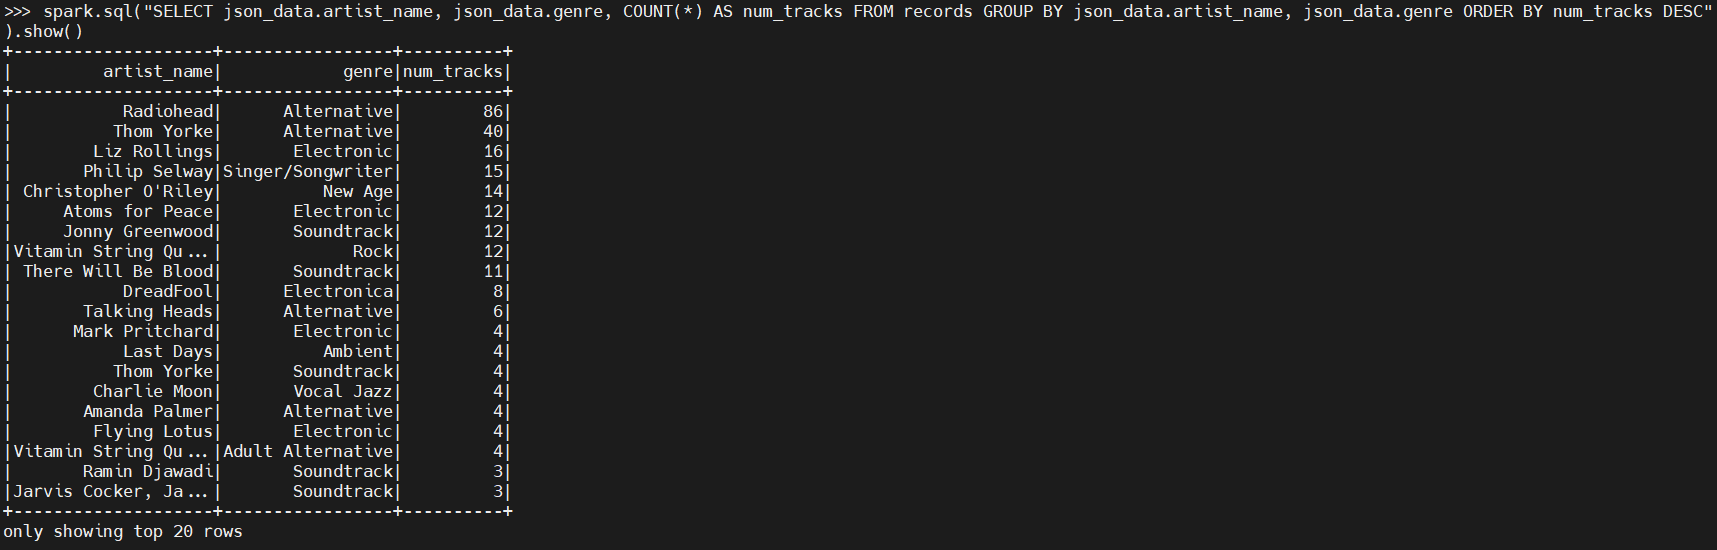 >>> spark.sql("SELECT json_data.artist_name, json_data.genre, COUNT(*) AS num_tracks FROM records GROUP BY json_data.artist_name, json_data.genre ORDER BY num_tracks DESC"
).show()
+--------------------+-----------------+----------+
|         artist_name|            genre|num_tracks|
+--------------------+-----------------+----------+
|           Radiohead|      Alternative|        86|
|          Thom Yorke|      Alternative|        40|
|        Liz Rollings|       Electronic|        16|
|       Philip Selway|Singer/Songwriter|        15|
| Christopher O'Riley|          New Age|        14|
|     Atoms for Peace|       Electronic|        12|
|     Jonny Greenwood|       Soundtrack|        12|
|Vitamin String Qu...|             Rock|        12|
| There Will Be Blood|       Soundtrack|        11|
|           DreadFool|      Electronica|         8|
|       Talking Heads|      Alternative|         6|
|      Mark Pritchard|       Electronic|         4|
|           Last Days|          Ambient|         4|
|          Thom Yorke|       Soundtrack|         4|
|        Charlie Moon|       Vocal Jazz|         4|
|       Amanda Palmer|      Alternative|         4|
|        Flying Lotus|       Electronic|         4|
|Vitamin String Qu...|Adult Alternative|         4|
|       Ramin Djawadi|       Soundtrack|         3|
|Jarvis Cocker, Ja...|       Soundtrack|         3|
+--------------------+-----------------+----------+
only showing top 20 rows